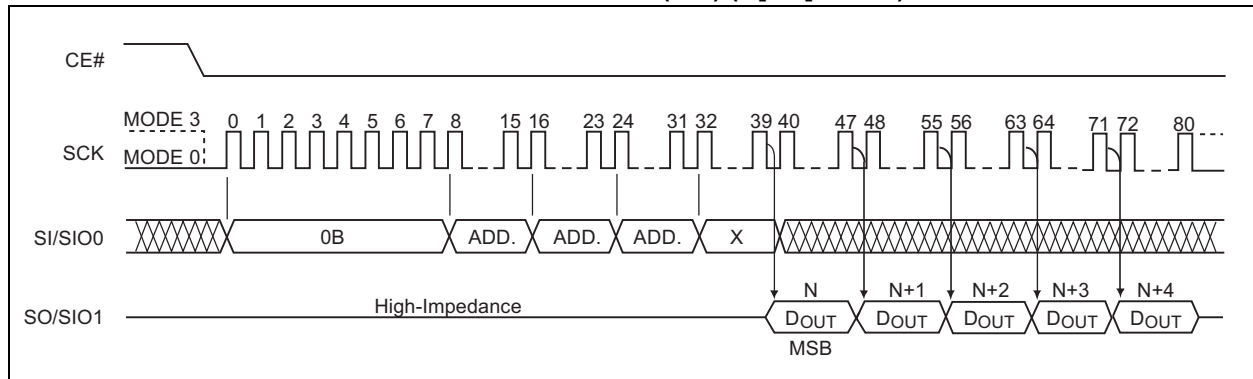 CE#
MODE 3
0 1 2 3 4 5 6 7 8 15 16 23 24 31 32 39 40 47 48 55 56 63 64 71 72 80
SCK
MODE 0
SI/SIO0
0B ADD. ADD. ADD. X
N N+1 N+2 N+3 N+4
High-Impedance
SO/SIO1
DOUT DOUT DOUT DOUT DOUT
MSB